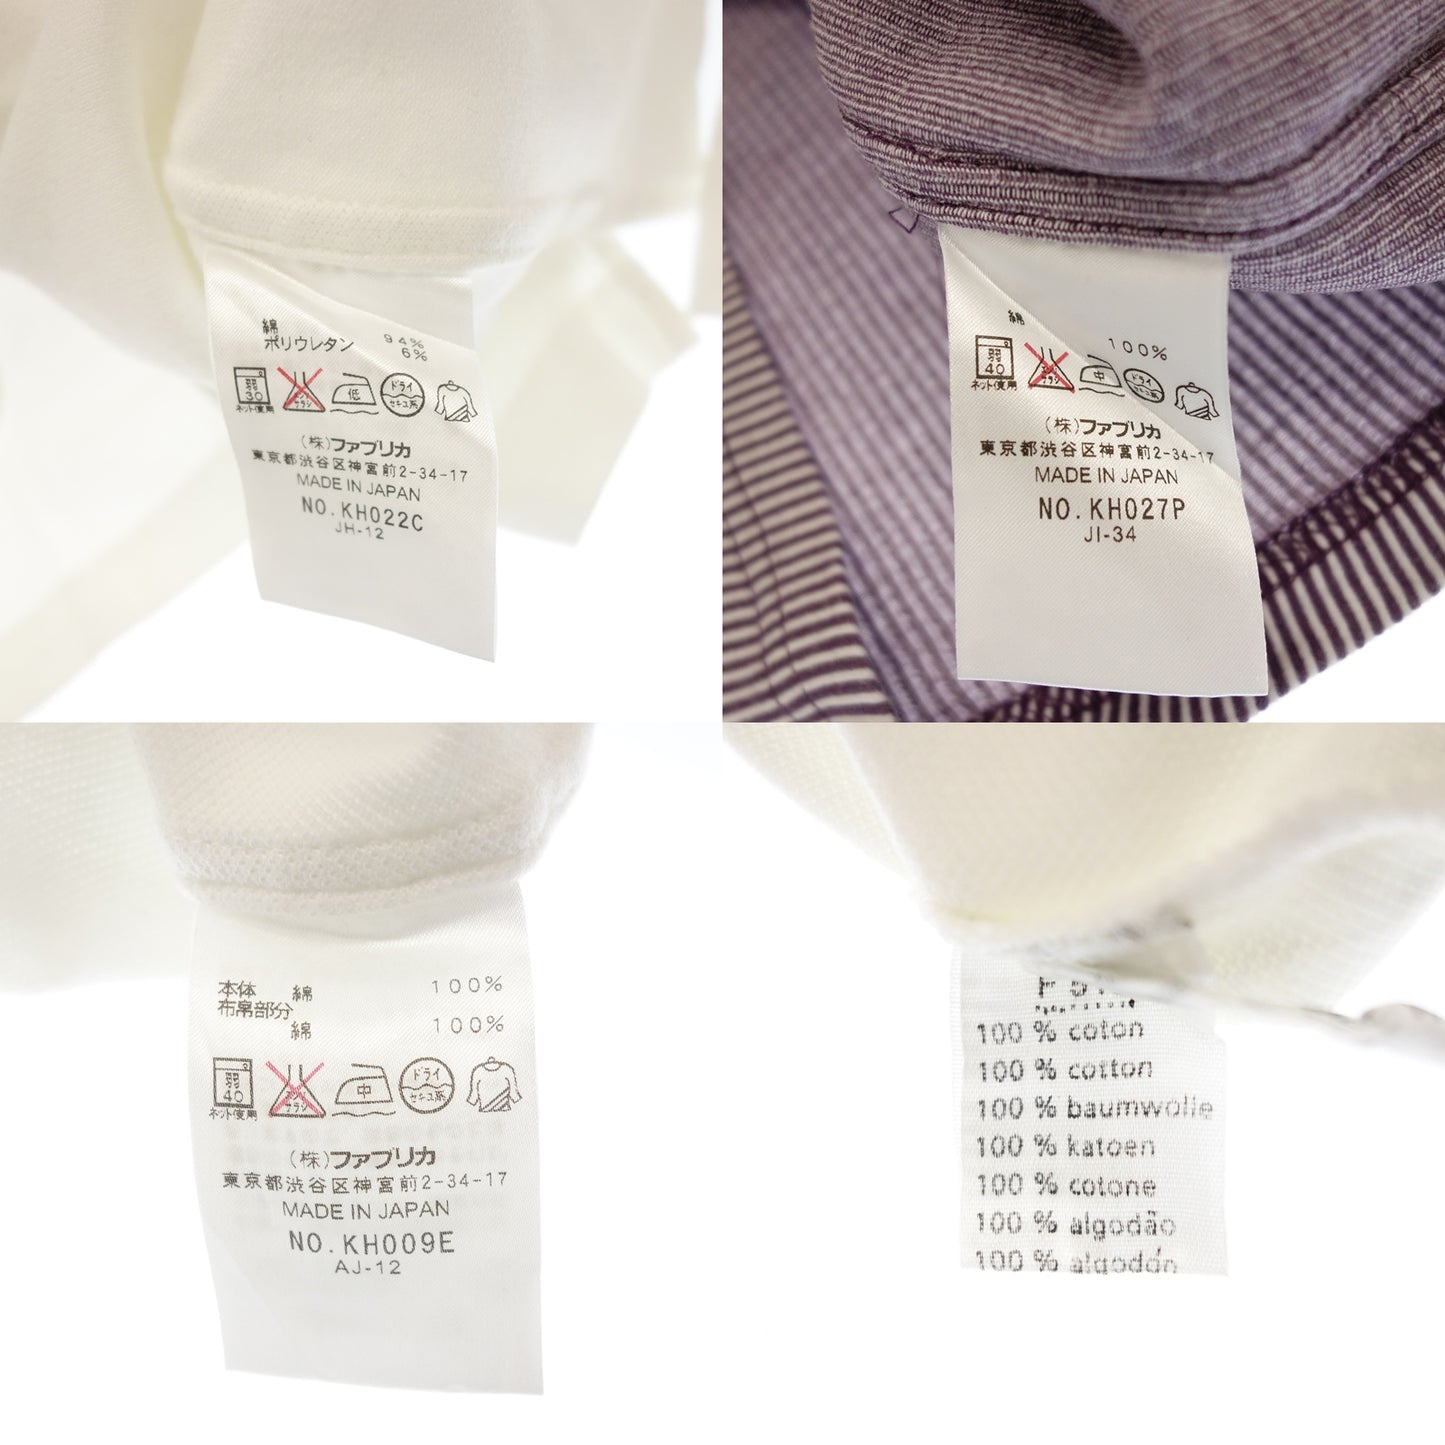 綿 94%
ポリウレタン 6%
弱
30
ネット使用
低
ドライ
セキユ系
(株)ファブリカ
東京都渋谷区神宮前2-34-17
MADE IN JAPAN
NO. KH022C
JH-12
綿 100%
弱
40
ネット使用
中
ドライ
セキユ系
(株)ファブリカ
東京都渋谷区神宮前2-34-17
MADE IN JAPAN
NO. KH027P
JI-34
本体 綿 100%
布帛部分
綿 100%
弱
40
ネット使用
中
ドライ
セキユ系
(株)ファブリカ
東京都渋谷区神宮前2-34-17
MADE IN JAPAN
NO. KH009E
AJ-12
100 % coton
100 % cotton
100 % baumwolle
100 % katoen
100 % cotone
100 % algodão
100 % algodón